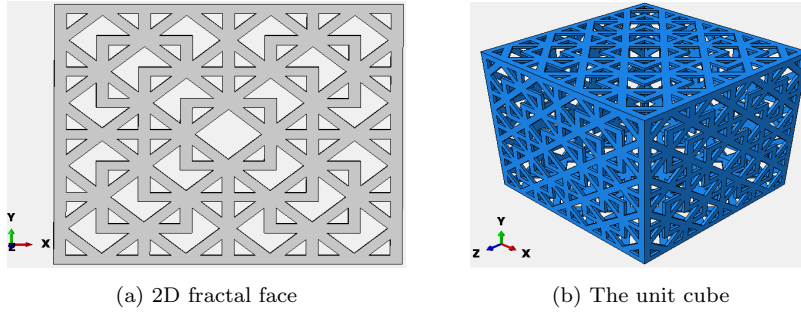 Y
Z X
Y
Z X
(a) 2D fractal face
(b) The unit cube